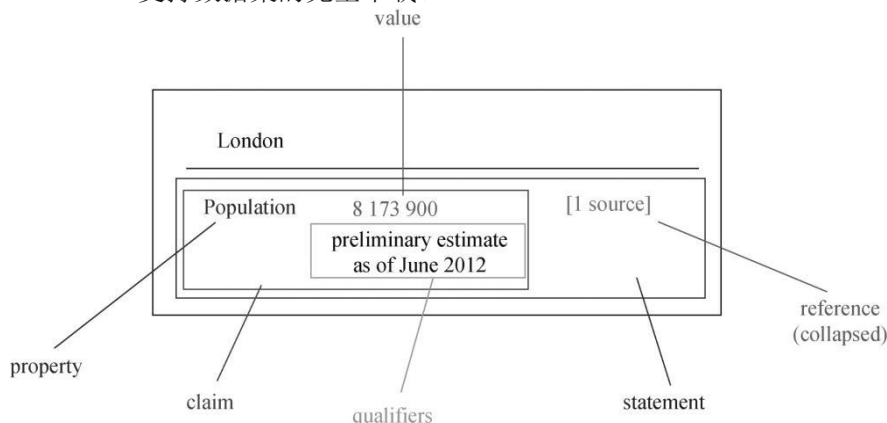 value
London
Population 8 173 900 [1 source]
preliminary estimate
as of June 2012
reference
(collapsed)
property
claim
qualifiers
statement